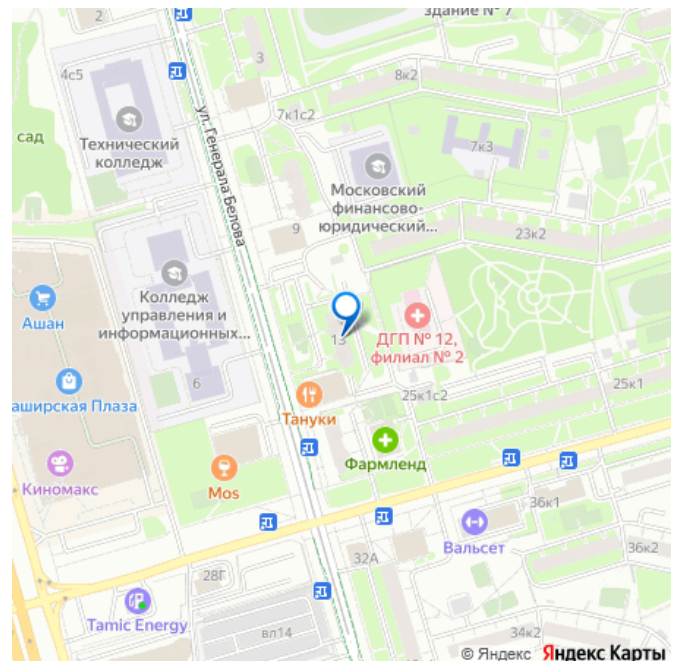 здание № 7
4с5
3
8к2
7к1с2
сад
Технический
колледж
ул. Генерала Белова
7к3
Московский
финансово-
юридический...
9
23к2
Колледж
управления и
информационных...
Ашан
13
ДГП № 12,
филиал № 2
6
аширская Плаза
Тануки
25к1с2
25к1
Фармленд
Киномакс
Mos
36к1
Вальсет
36к2
32А
28Г
Tamic Energy
вл14
34к2
© Яндекс Яндекс Карты